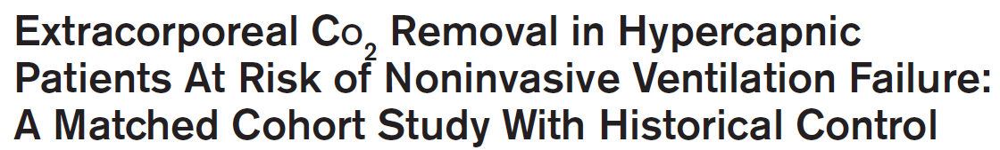 Extracorporeal Co₂ Removal in Hypercapnic
Patients At Risk of Noninvasive Ventilation Failure:
A Matched Cohort Study With Historical Control